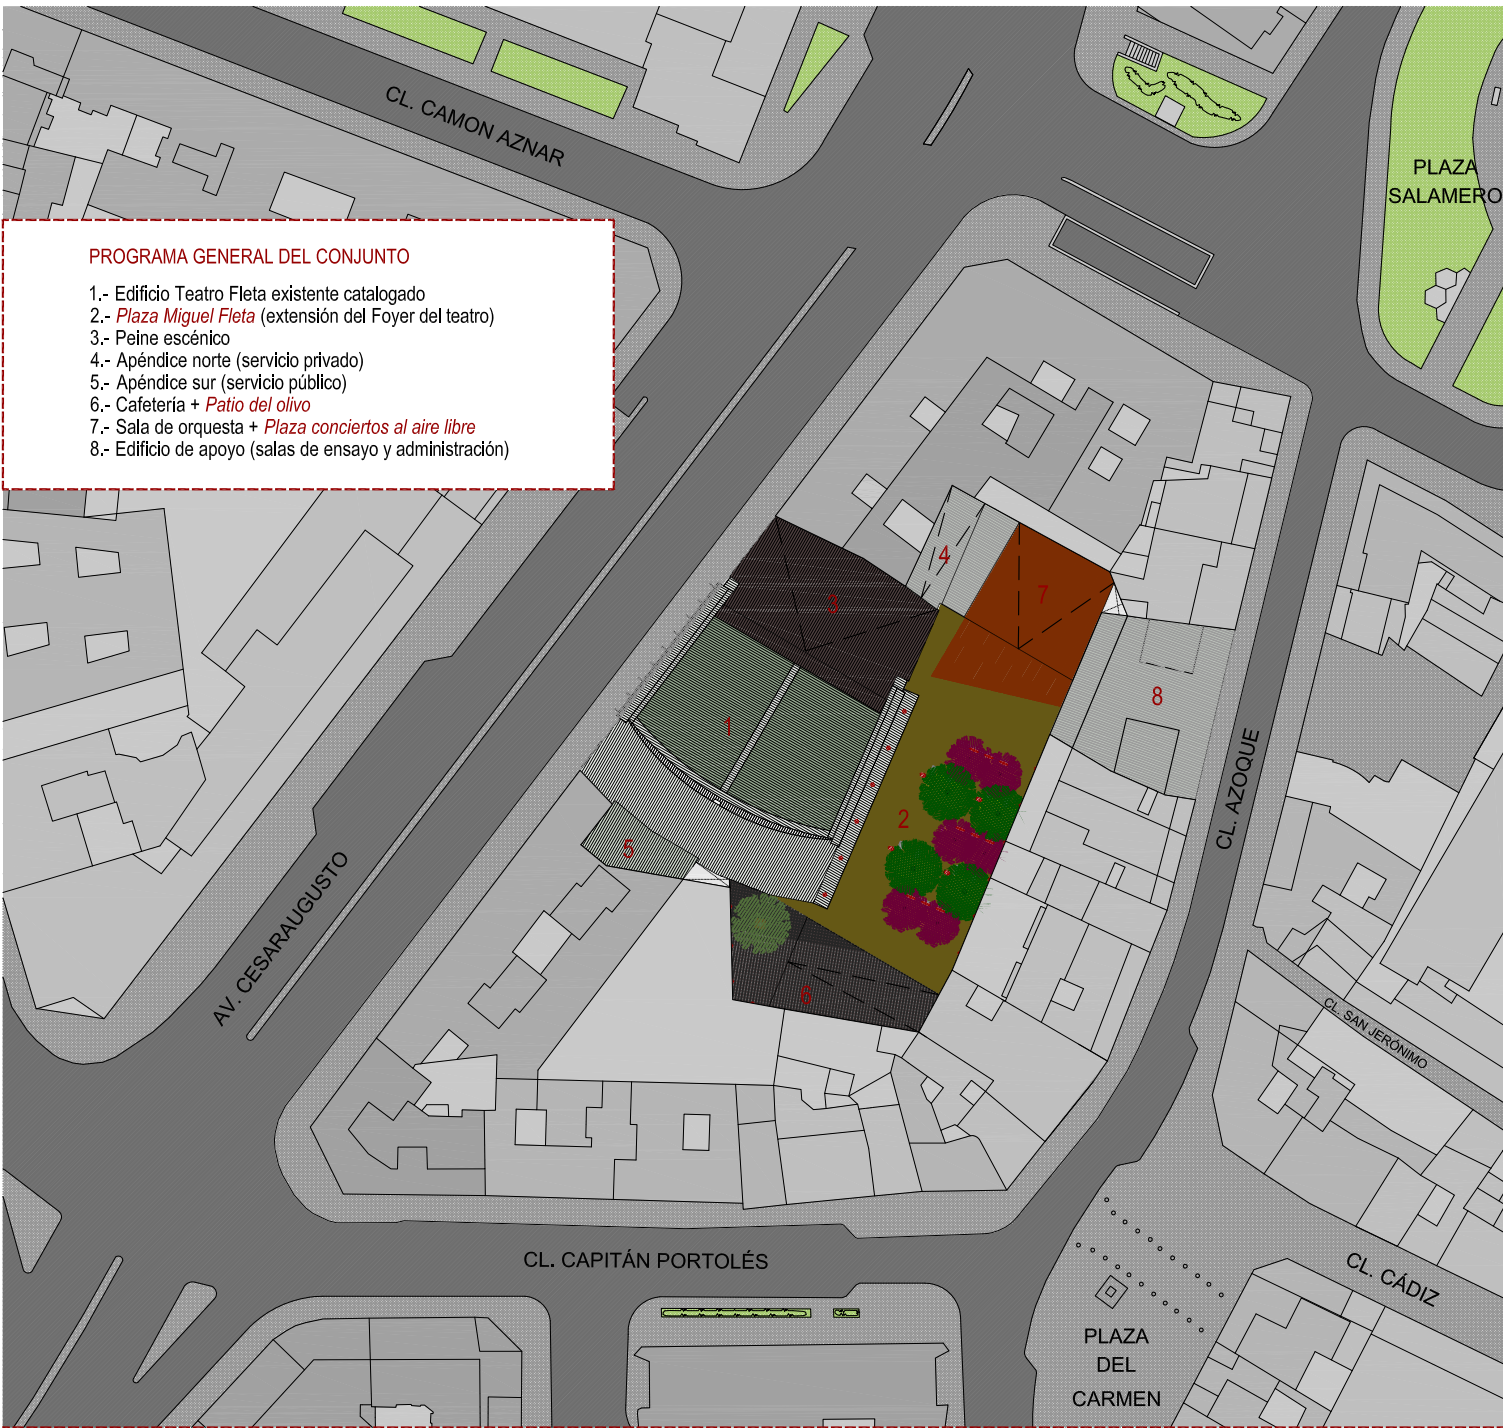 CL. CAMON AZNAR
PLAZA
SALAMERO
PROGRAMA GENERAL DEL CONJUNTO
1.- Edificio Teatro Fleta existente catalogado
2.- Plaza Miguel Fleta (extensión del Foyer del teatro)
3.- Peine escénico
4.- Apéndice norte (servicio privado)
5.- Apéndice sur (servicio público)
6.- Cafetería + Patio del olivo
7.- Sala de orquesta + Plaza conciertos al aire libre
8.- Edificio de apoyo (salas de ensayo y administración)
4
7
3
8
1
2
5
6
CL. AZOQUE
AV. CESARAUGUSTO
CL. SAN JERÓNIMO
CL. CAPITÁN PORTOLÉS
CL. CÁDIZ
PLAZA
DEL
CARMEN